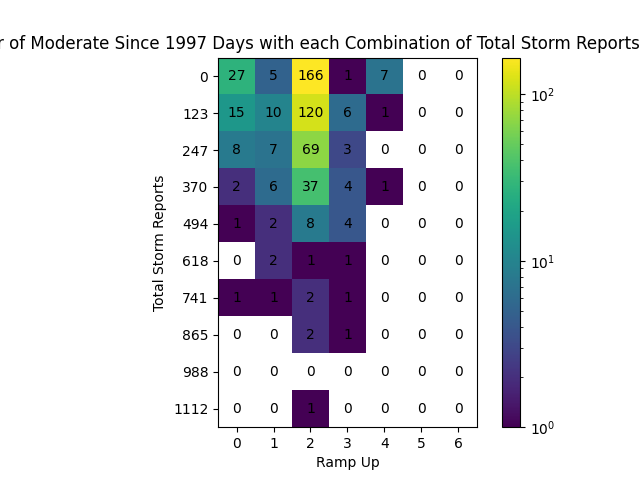 r of Moderate Since 1997 Days with each Combination of Total Storm Reports
0 27 5 166 1 7 0 0
123 15 10 120 6 1 0 0
247 8 7 69 3 0 0 0
370 2 6 37 4 1 0 0
494 1 2 8 4 0 0 0
618 0 2 1 1 0 0 0
741 1 1 2 1 0 0 0
865 0 0 2 1 0 0 0
988 0 0 0 0 0 0 0
1112 0 0 1 0 0 0 0
0 1 2 3 4 5 6
Ramp Up
Total Storm Reports
10²
10¹
10⁰